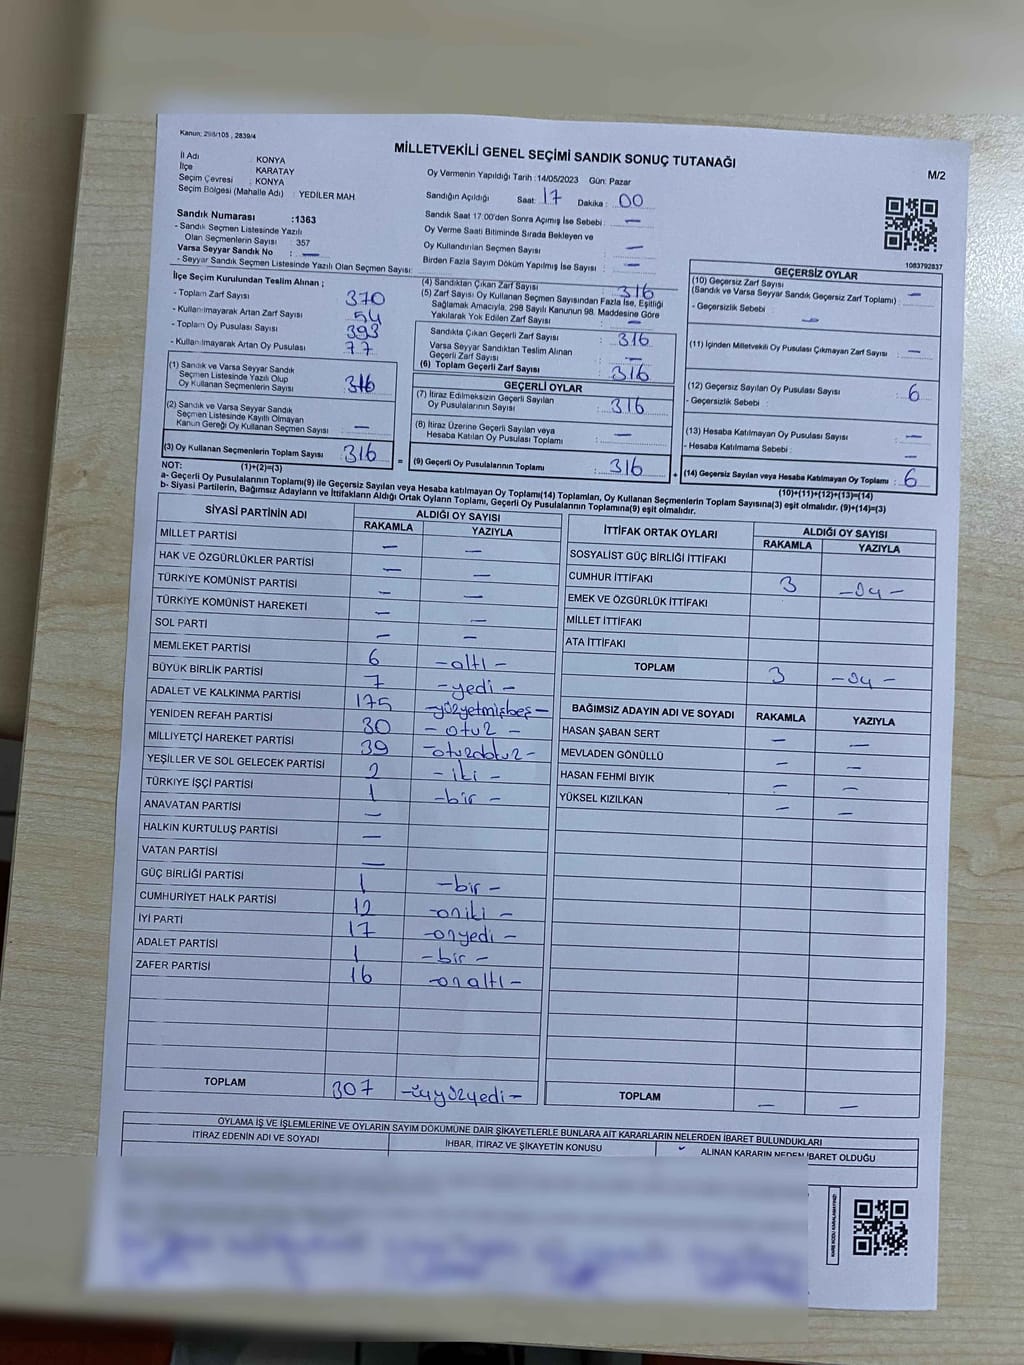 Kanun: 298/105 , 2839/4
MİLLETVEKİLİ GENEL SEÇİMİ SANDIK SONUÇ TUTANAĞI
M/2
İl Adı : KONYA
İlçe : KARATAY
Seçim Çevresi : KONYA
Seçim Bölgesi (Mahalle Adı) : YEDİLER MAH
Oy Vermenin Yapıldığı Tarih :14/05/2023 Gün: Pazar
Sandığın Açıldığı Saat: 17 Dakika : 00
Sandık Saat 17.00'den Sonra Açılmış İse Sebebi : —
Oy Verme Saati Bitiminde Sırada Bekleyen ve
Oy Kullandırılan Seçmen Sayısı : —
Birden Fazla Sayım Döküm Yapılmış İse Sayısı : —
Sandık Numarası :1363
- Sandık Seçmen Listesinde Yazılı
Olan Seçmenlerin Sayısı : 357
Varsa Seyyar Sandık No : —
- Seyyar Sandık Seçmen Listesinde Yazılı Olan Seçmen Sayısı:
1083792837
İlçe Seçim Kurulundan Teslim Alınan ;
- Toplam Zarf Sayısı 370
- Kullanılmayarak Artan Zarf Sayısı 54
- Toplam Oy Pusulası Sayısı 393
- Kullanılmayarak Artan Oy Pusulası 77
(1) Sandık ve Varsa Seyyar Sandık
Seçmen Listesinde Yazılı Olup
Oy Kullanan Seçmenlerin Sayısı : 316
(2) Sandık ve Varsa Seyyar Sandık
Seçmen Listesinde Kayıtlı Olmayan
Kanun Gereği Oy Kullanan Seçmen Sayısı : —
(3) Oy Kullanan Seçmenlerin Toplam Sayısı : 316
(4) Sandıktan Çıkan Zarf Sayısı : 316
(5) Zarf Sayısı Oy Kullanan Seçmen Sayısından Fazla İse, Eşitliği
Sağlamak Amacıyla, 298 Sayılı Kanunun 98. Maddesine Göre
Yakılarak Yok Edilen Zarf Sayısı : —
Sandıkta Çıkan Geçerli Zarf Sayısı : 316
Varsa Seyyar Sandıktan Teslim Alınan
Geçerli Zarf Sayısı : —
(6) Toplam Geçerli Zarf Sayısı : 316
GEÇERLİ OYLAR
(7) İtiraz Edilmeksizin Geçerli Sayılan
Oy Pusulalarının Sayısı : 316
(8) İtiraz Üzerine Geçerli Sayılan veya
Hesaba Katılan Oy Pusulası Toplamı : —
= (9) Geçerli Oy Pusulalarının Toplamı : 316
GEÇERSİZ OYLAR
(10) Geçersiz Zarf Sayısı
(Sandık ve Varsa Seyyar Sandık Geçersiz Zarf Toplamı) : —
- Geçersizlik Sebebi : —
(11) İçinden Milletvekili Oy Pusulası Çıkmayan Zarf Sayısı : —
(12) Geçersiz Sayılan Oy Pusulası Sayısı : 6
- Geçersizlik Sebebi :
(13) Hesaba Katılmayan Oy Pusulası Sayısı : —
- Hesaba Katılmama Sebebi : —
+ (14) Geçersiz Sayılan veya Hesaba Katılmayan Oy Toplamı : 6
NOT: (1)+(2)=(3)
(10)+(11)+(12)+(13)=(14)
a- Geçerli Oy Pusulalarının Toplamı(9) ile Geçersiz Sayılan veya Hesaba katılmayan Oy Toplamı(14) Toplamları, Oy Kullanan Seçmenlerin Toplam Sayısına(3) eşit olmalıdır. (9)+(14)=(3)
b- Siyasi Partilerin, Bağımsız Adayların ve İttifakların Aldığı Ortak Oyların Toplamı, Geçerli Oy Pusulalarının Toplamına(9) eşit olmalıdır.
SİYASİ PARTİNİN ADI ALDIĞI OY SAYISI
RAKAMLA YAZIYLA
MİLLET PARTİSİ — —
HAK VE ÖZGÜRLÜKLER PARTİSİ — —
TÜRKİYE KOMÜNİST PARTİSİ — —
TÜRKİYE KOMÜNİST HAREKETİ — —
SOL PARTİ — —
MEMLEKET PARTİSİ 6 -altı-
BÜYÜK BİRLİK PARTİSİ 7 -yedi-
ADALET VE KALKINMA PARTİSİ 175 -yüzyetmişbeş-
YENİDEN REFAH PARTİSİ 30 -otuz-
MİLLİYETÇİ HAREKET PARTİSİ 39 -otuzdokuz-
YEŞİLLER VE SOL GELECEK PARTİSİ 2 -iki-
TÜRKİYE İŞÇİ PARTİSİ 1 -bir-
ANAVATAN PARTİSİ —
HALKIN KURTULUŞ PARTİSİ —
VATAN PARTİSİ —
GÜÇ BİRLİĞİ PARTİSİ 1 -bir-
CUMHURİYET HALK PARTİSİ 12 -oniki-
İYİ PARTİ 17 -onyedi-
ADALET PARTİSİ 1 -bir-
ZAFER PARTİSİ 16 -onaltı-
TOPLAM 307 -üçyüzyedi-
İTTİFAK ORTAK OYLARI ALDIĞI OY SAYISI
RAKAMLA YAZIYLA
SOSYALİST GÜÇ BİRLİĞİ İTTİFAKI
CUMHUR İTTİFAKI 3 -üç-
EMEK VE ÖZGÜRLÜK İTTİFAKI
MİLLET İTTİFAKI
ATA İTTİFAKI
TOPLAM 3 -üç-
BAĞIMSIZ ADAYIN ADI VE SOYADI RAKAMLA YAZIYLA
HASAN ŞABAN SERT — —
MEVLADEN GÖNÜLLÜ — —
HASAN FEHMİ BIYIK — —
YÜKSEL KIZILKAN — —
TOPLAM — —
OYLAMA İŞ VE İŞLEMLERİNE VE OYLARIN SAYIM DÖKÜMÜNE DAİR ŞİKAYETLERLE BUNLARA AİT KARARLARIN NELERDEN İBARET BULUNDUKLARI
İTİRAZ EDENİN ADI VE SOYADI İHBAR, İTİRAZ VE ŞİKAYETİN KONUSU ALINAN KARARIN NEDEN İBARET OLDUĞU